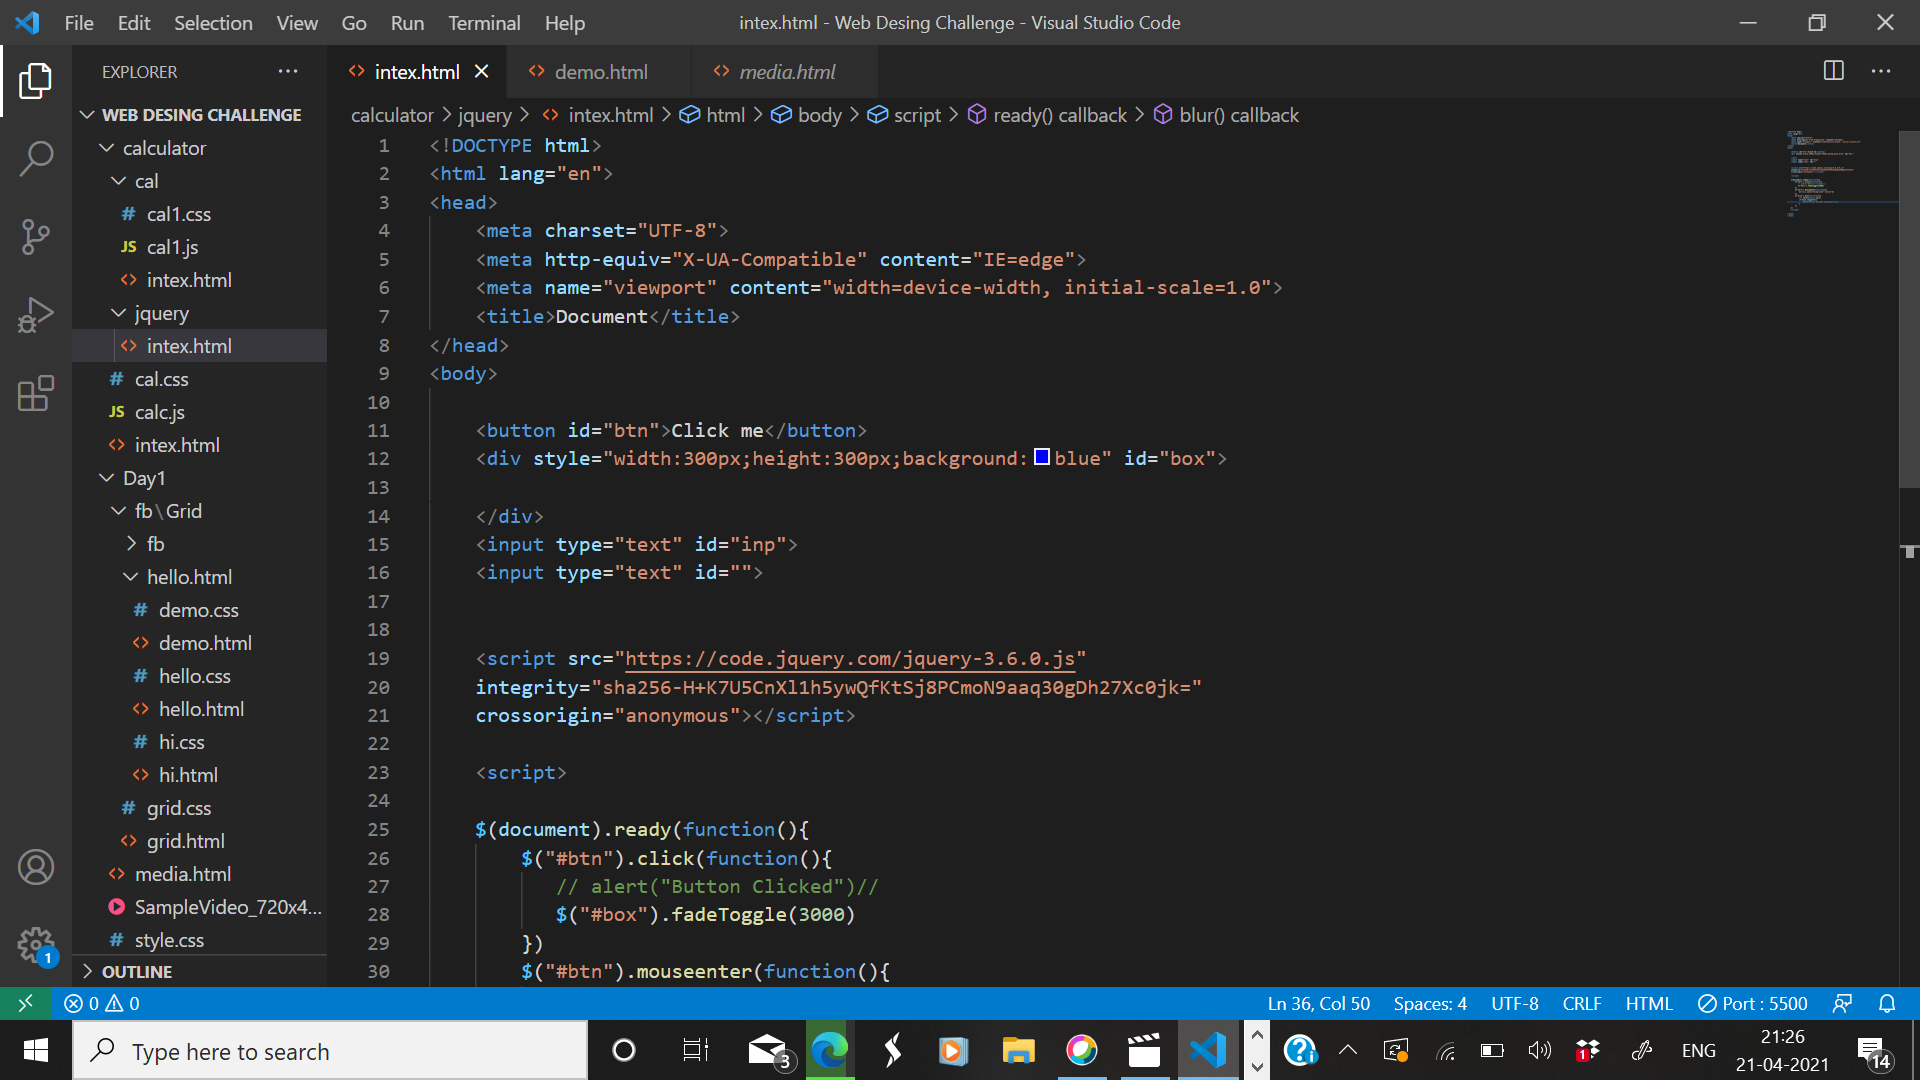 File Edit Selection View Go Run Terminal Help
intex.html - Web Desing Challenge - Visual Studio Code
EXPLORER
intex.html
demo.html
media.html
WEB DESING CHALLENGE
calculator
cal
cal1.css
JS cal1.js
intex.html
jquery
intex.html
cal.css
JS calc.js
intex.html
Day1
fb\Grid
fb
hello.html
demo.css
demo.html
hello.css
hello.html
hi.css
hi.html
grid.css
grid.html
media.html
SampleVideo_720x4...
style.css
OUTLINE
1
calculator > jquery > intex.html > html > body > script > ready() callback > blur() callback
1 <!DOCTYPE html>
2 <html lang="en">
3 <head>
4 <meta charset="UTF-8">
5 <meta http-equiv="X-UA-Compatible" content="IE=edge">
6 <meta name="viewport" content="width=device-width, initial-scale=1.0">
7 <title>Document</title>
8 </head>
9 <body>
10
11 <button id="btn">Click me</button>
12 <div style="width:300px;height:300px;background:blue" id="box">
13
14 </div>
15 <input type="text" id="inp">
16 <input type="text" id="">
17
18
19 <script src="https://code.jquery.com/jquery-3.6.0.js"
20 integrity="sha256-H+K7U5CnXl1h5ywQfKtSj8PCmoN9aaq30gDh27Xc0jk="
21 crossorigin="anonymous"></script>
22
23 <script>
24
25 $(document).ready(function(){
26 $("#btn").click(function(){
27 // alert("Button Clicked")//
28 $("#box").fadeToggle(3000)
29 })
30 $("#btn").mouseenter(function(){
0 0
Ln 36, Col 50 Spaces: 4 UTF-8 CRLF HTML Port : 5500
Type here to search
3
1
ENG
21:26
21-04-2021
14